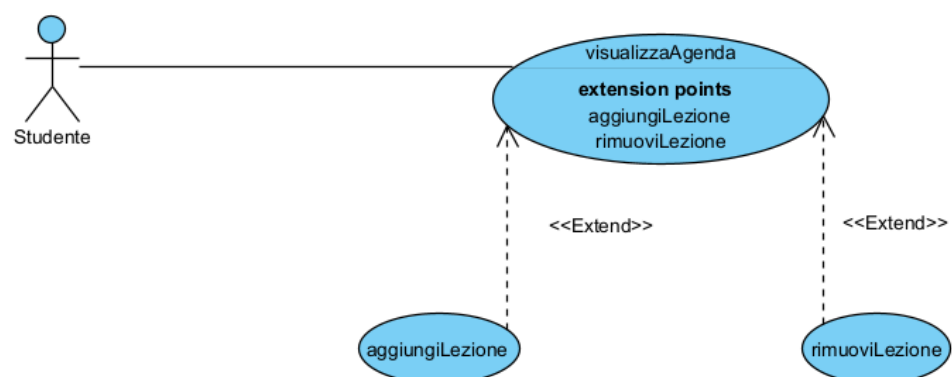 visualizzaAgenda
extension points
aggiungiLezione
rimuoviLezione
Studente
<<Extend>>
<<Extend>>
aggiungiLezione
rimuoviLezione